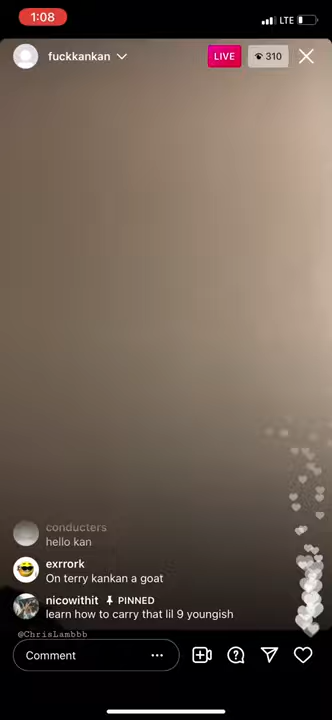 1:08
LTE
fuckkankan
LIVE
310
conducters
hello kan
exrrork
On terry kankan a goat
nicowithit PINNED
learn how to carry that lil 9 youngish
@ChrisLambbb
Comment